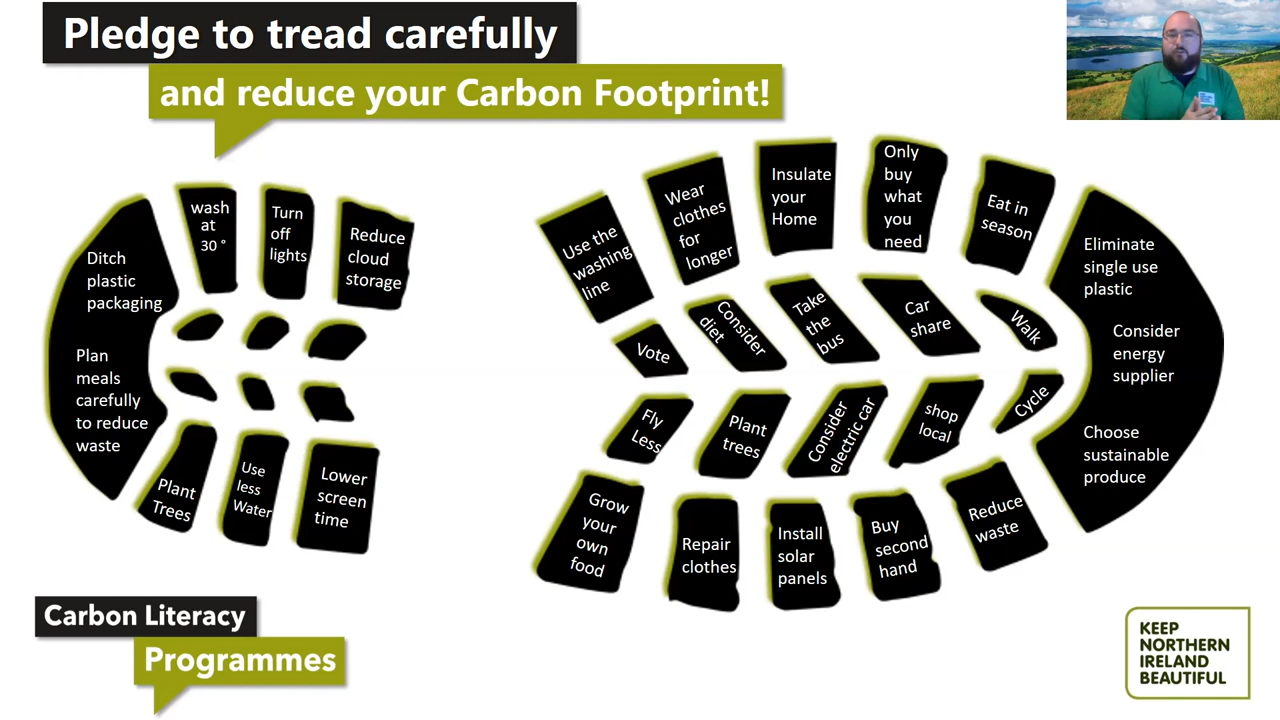 Pledge to tread carefully
and reduce your Carbon Footprint!
Ditch
plastic
packaging
Plan
meals
carefully
to reduce
waste
wash
at
30 °
Turn
off
lights
Reduce
cloud
storage
Plant
Trees
Use
less
Water
Lower
screen
time
Use the
washing
line
Wear
clothes
for
longer
Insulate
your
Home
Only
buy
what
you
need
Eat in
season
Vote
Consider
diet
Take
the
bus
Car
share
Walk
Fly
Less
Plant
trees
Consider
electric car
shop
local
Cycle
Grow
your
own
food
Repair
clothes
Install
solar
panels
Buy
second
hand
Reduce
waste
Eliminate
single use
plastic
Consider
energy
supplier
Choose
sustainable
produce
Carbon Literacy
Programmes
KEEP
NORTHERN
IRELAND
BEAUTIFUL